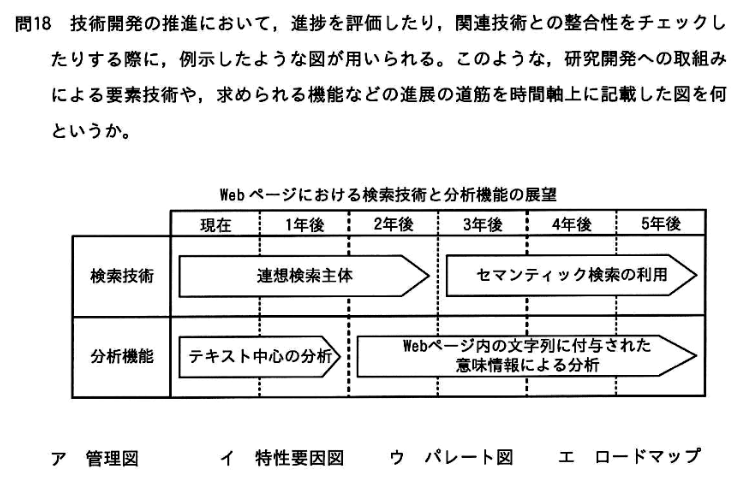 問18 技術開発の推進において，進捗を評価したり，関連技術との整合性をチェックし
たりする際に，例示したような図が用いられる。このような，研究開発への取組み
による要素技術や，求められる機能などの進展の道筋を時間軸上に記載した図を何
というか。
Webページにおける検索技術と分析機能の展望
現在 1年後 2年後 3年後 4年後 5年後
検索技術 連想検索主体 セマンティック検索の利用
分析機能 テキスト中心の分析 Webページ内の文字列に付与された
意味情報による分析
ア 管理図 イ 特性要因図 ウ パレート図 エ ロードマップ